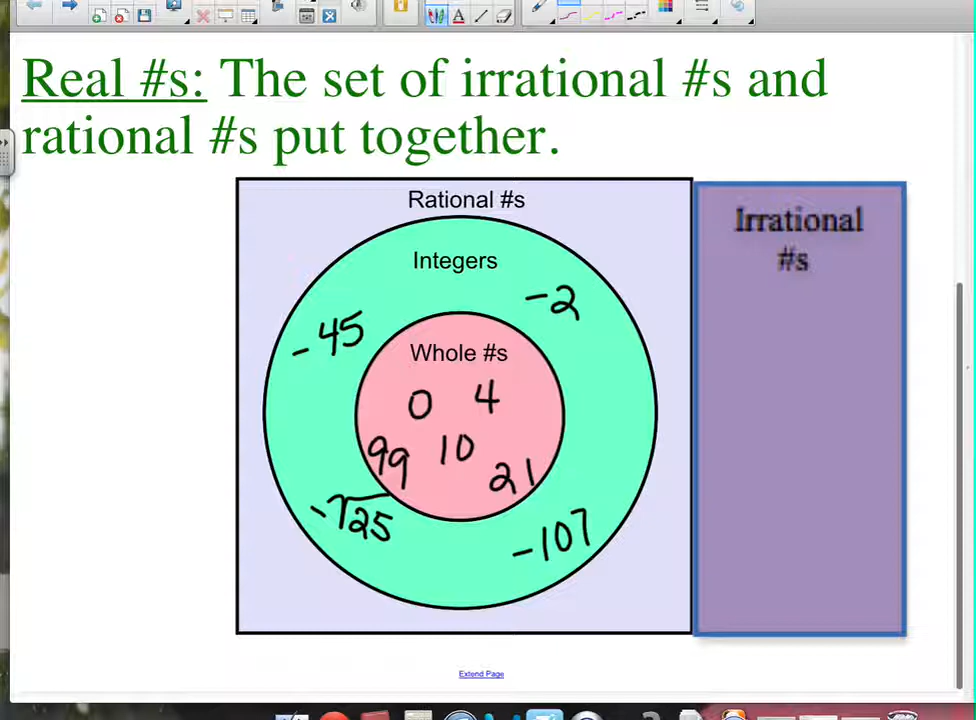 Real #s: The set of irrational #s and
rational #s put together.
Rational #s
Irrational
#s
Integers
-2
-45
Whole #s
0 4
99 10
21
-√25
-107
Extend Page